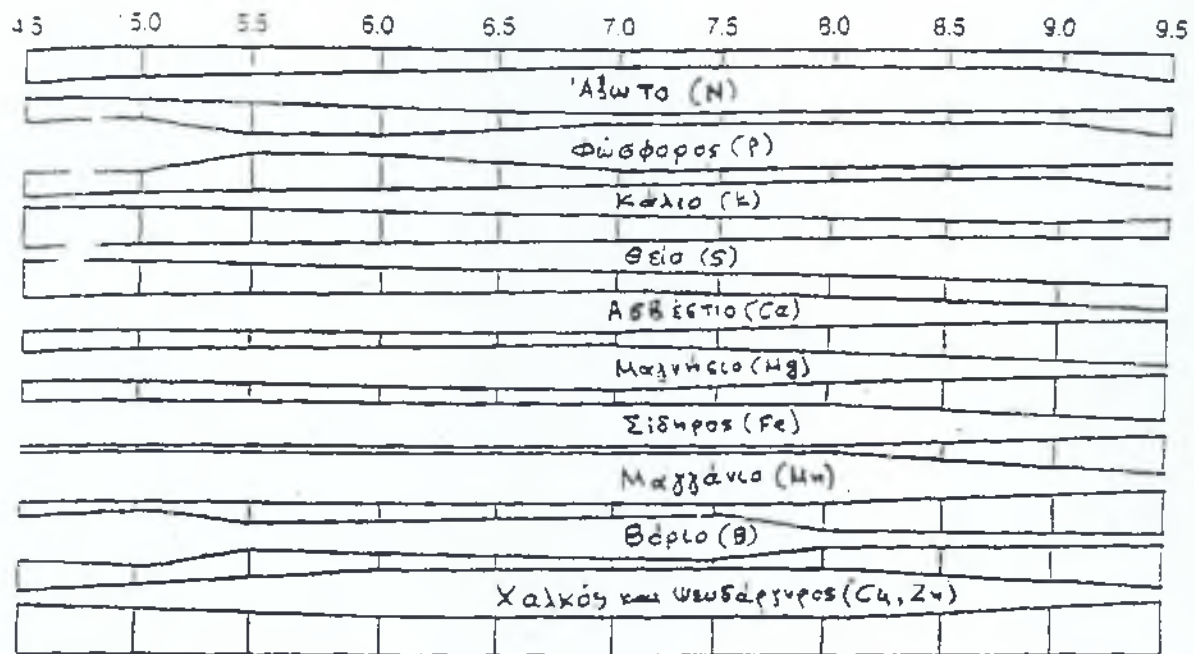 4.5 5.0 5.5 6.0 6.5 7.0 7.5 8.0 8.5 9.0 9.5
Άζωτο (N)
Φώσφορος (P)
Κάλιο (K)
Θείο (S)
Ασβέστιο (Ca)
Μαγνήσιο (Mg)
Σίδηρος (Fe)
Μαγγάνιο (Mn)
Βόριο (B)
Χαλκός και Ψευδάργυρος (Cu, Zn)